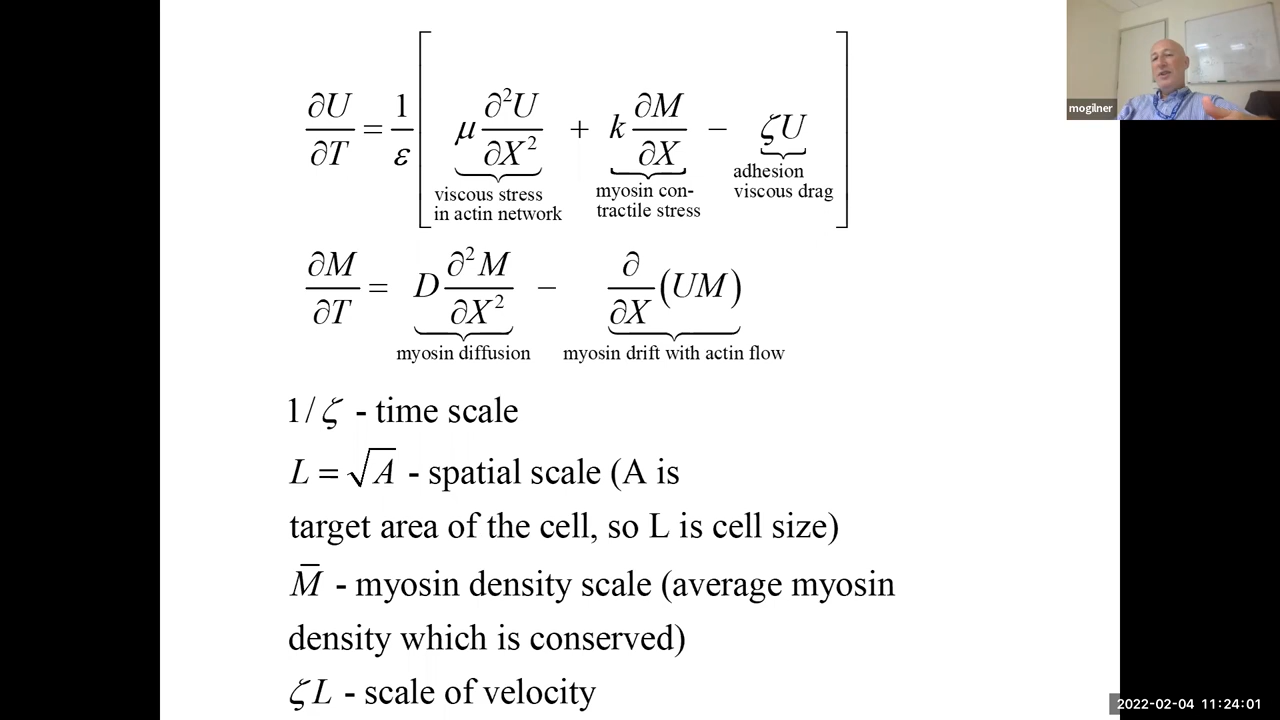 ∂U/∂T = 1/ε [ μ ∂²U/∂X² + k ∂M/∂X − ζU ]
viscous stress in actin network
myosin con-tractile stress
adhesion viscous drag
∂M/∂T = D ∂²M/∂X² − ∂/∂X (UM)
myosin diffusion
myosin drift with actin flow
1/ζ - time scale
L = √A - spatial scale (A is
target area of the cell, so L is cell size)
M̅ - myosin density scale (average myosin
density which is conserved)
ζL - scale of velocity
mogilner
2022-02-04 11:24:01